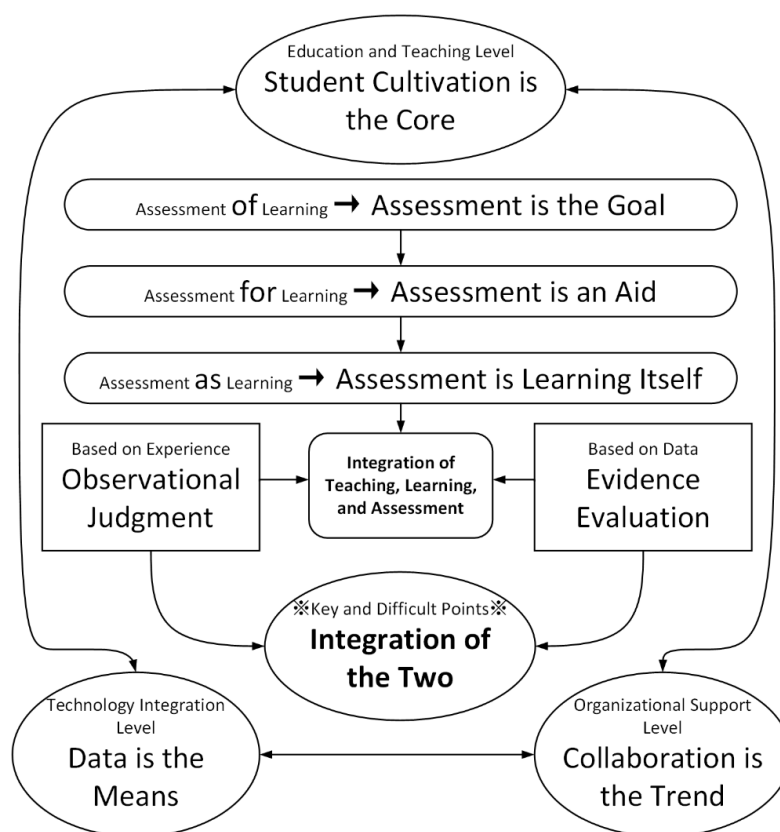 Education and Teaching Level
Student Cultivation is
the Core
Assessment of Learning → Assessment is the Goal
Assessment for Learning → Assessment is an Aid
Assessment as Learning → Assessment is Learning Itself
Based on Experience
Observational
Judgment
Integration of
Teaching, Learning,
and Assessment
Based on Data
Evidence
Evaluation
※Key and Difficult Points※
Integration of
the Two
Technology Integration
Level
Data is the
Means
Organizational Support
Level
Collaboration is
the Trend